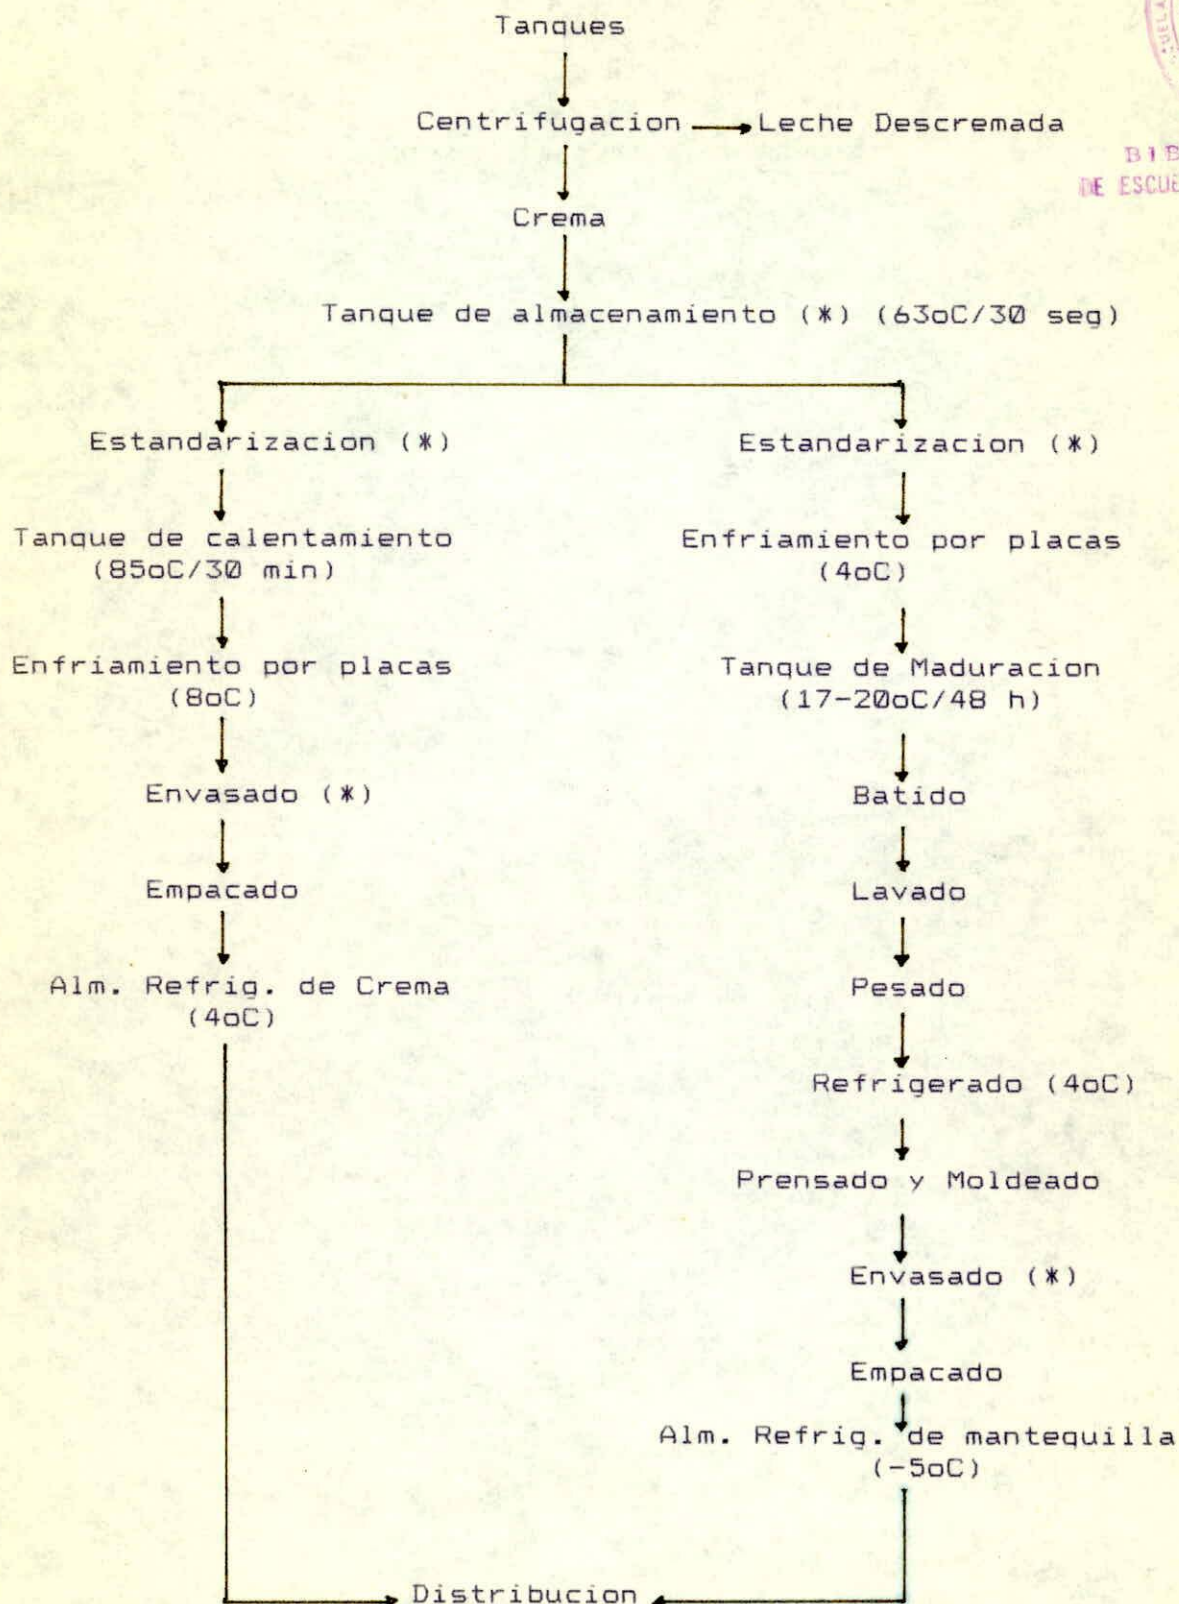 Tanques
Centrifugacion
Leche Descremada
Crema
Tanque de almacenamiento (*) (63oC/30 seg)
Estandarizacion (*)
Tanque de calentamiento
(85oC/30 min)
Enfriamiento por placas
(8oC)
Envasado (*)
Empacado
Alm. Refrig. de Crema
(4oC)
Estandarizacion (*)
Enfriamiento por placas
(4oC)
Tanque de Maduracion
(17-20oC/48 h)
Batido
Lavado
Pesado
Refrigerado (4oC)
Prensado y Moldeado
Envasado (*)
Empacado
Alm. Refrig. de mantequilla
(-5oC)
Distribucion
DE